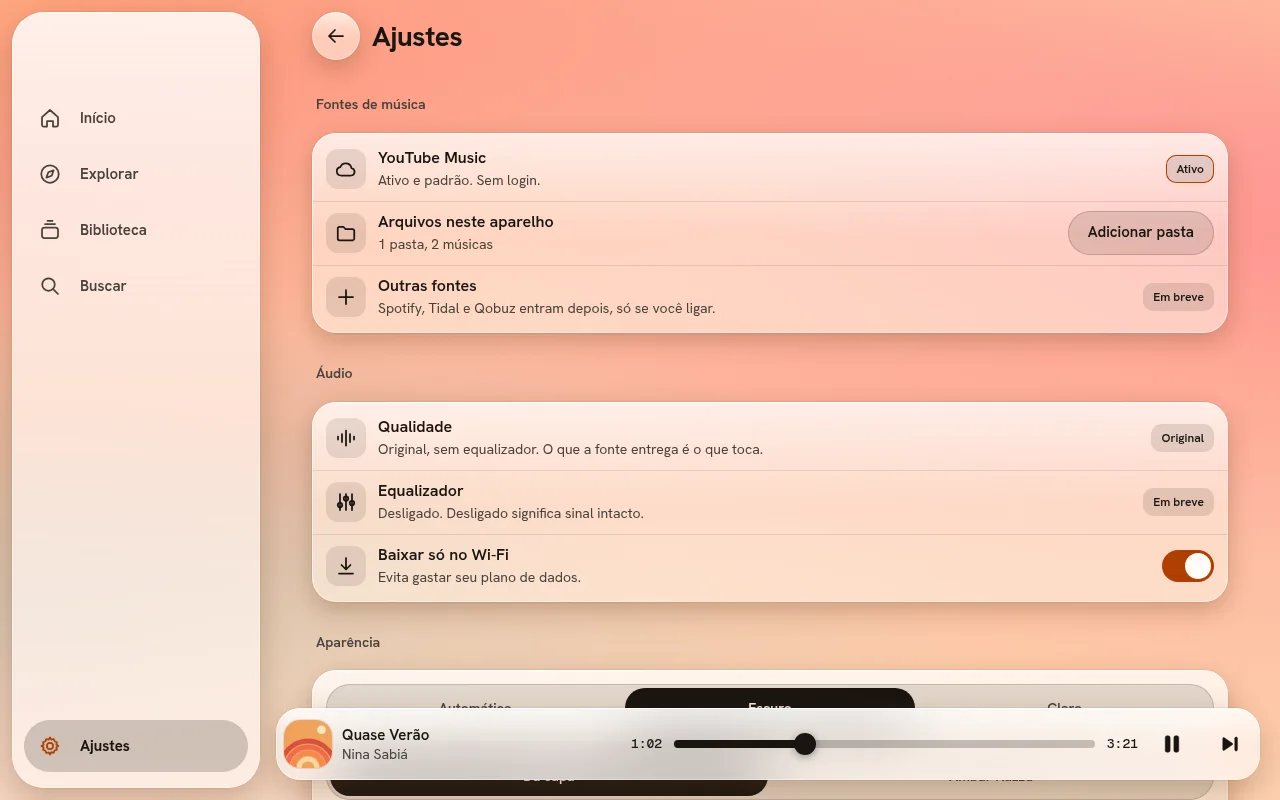 Início
Explorar
Biblioteca
Buscar
Ajustes
Ajustes
Fontes de música
YouTube Music
Ativo e padrão. Sem login.
Ativo
Arquivos neste aparelho
1 pasta, 2 músicas
Adicionar pasta
Outras fontes
Spotify, Tidal e Qobuz entram depois, só se você ligar.
Em breve
Áudio
Qualidade
Original, sem equalizador. O que a fonte entrega é o que toca.
Original
Equalizador
Desligado. Desligado significa sinal intacto.
Em breve
Baixar só no Wi-Fi
Evita gastar seu plano de dados.
Aparência
Automático
Escuro
Claro
Quase Verão
Nina Sabiá
1:02
3:21